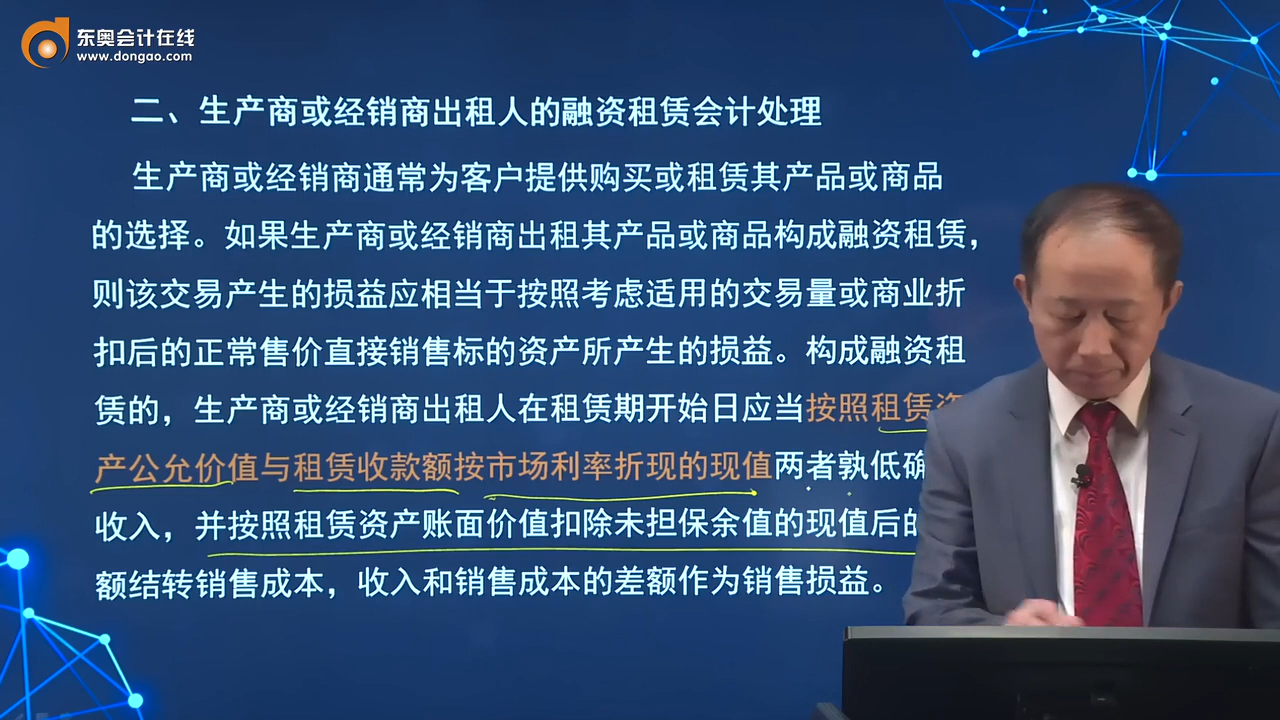 东奥会计在线
www.dongao.com
二、生产商或经销商出租人的融资租赁会计处理
生产商或经销商通常为客户提供购买或租赁其产品或商品
的选择。如果生产商或经销商出租其产品或商品构成融资租赁，
则该交易产生的损益应相当于按照考虑适用的交易量或商业折
扣后的正常售价直接销售标的资产所产生的损益。构成融资租
赁的，生产商或经销商出租人在租赁期开始日应当按照租赁资
产公允价值与租赁收款额按市场利率折现的现值两者孰低确
收入，并按照租赁资产账面价值扣除未担保余值的现值后的
额结转销售成本，收入和销售成本的差额作为销售损益。